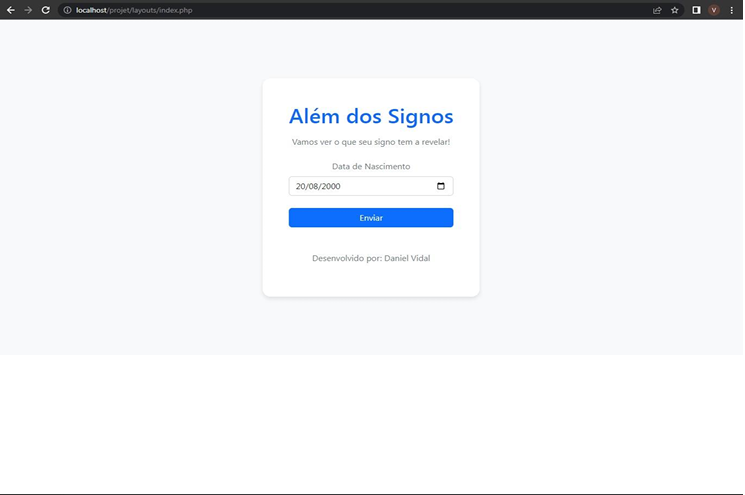 localhost/projet/layouts/index.php
V
Além dos Signos
Vamos ver o que seu signo tem a revelar!
Data de Nascimento
20/08/2000
Enviar
Desenvolvido por: Daniel Vidal